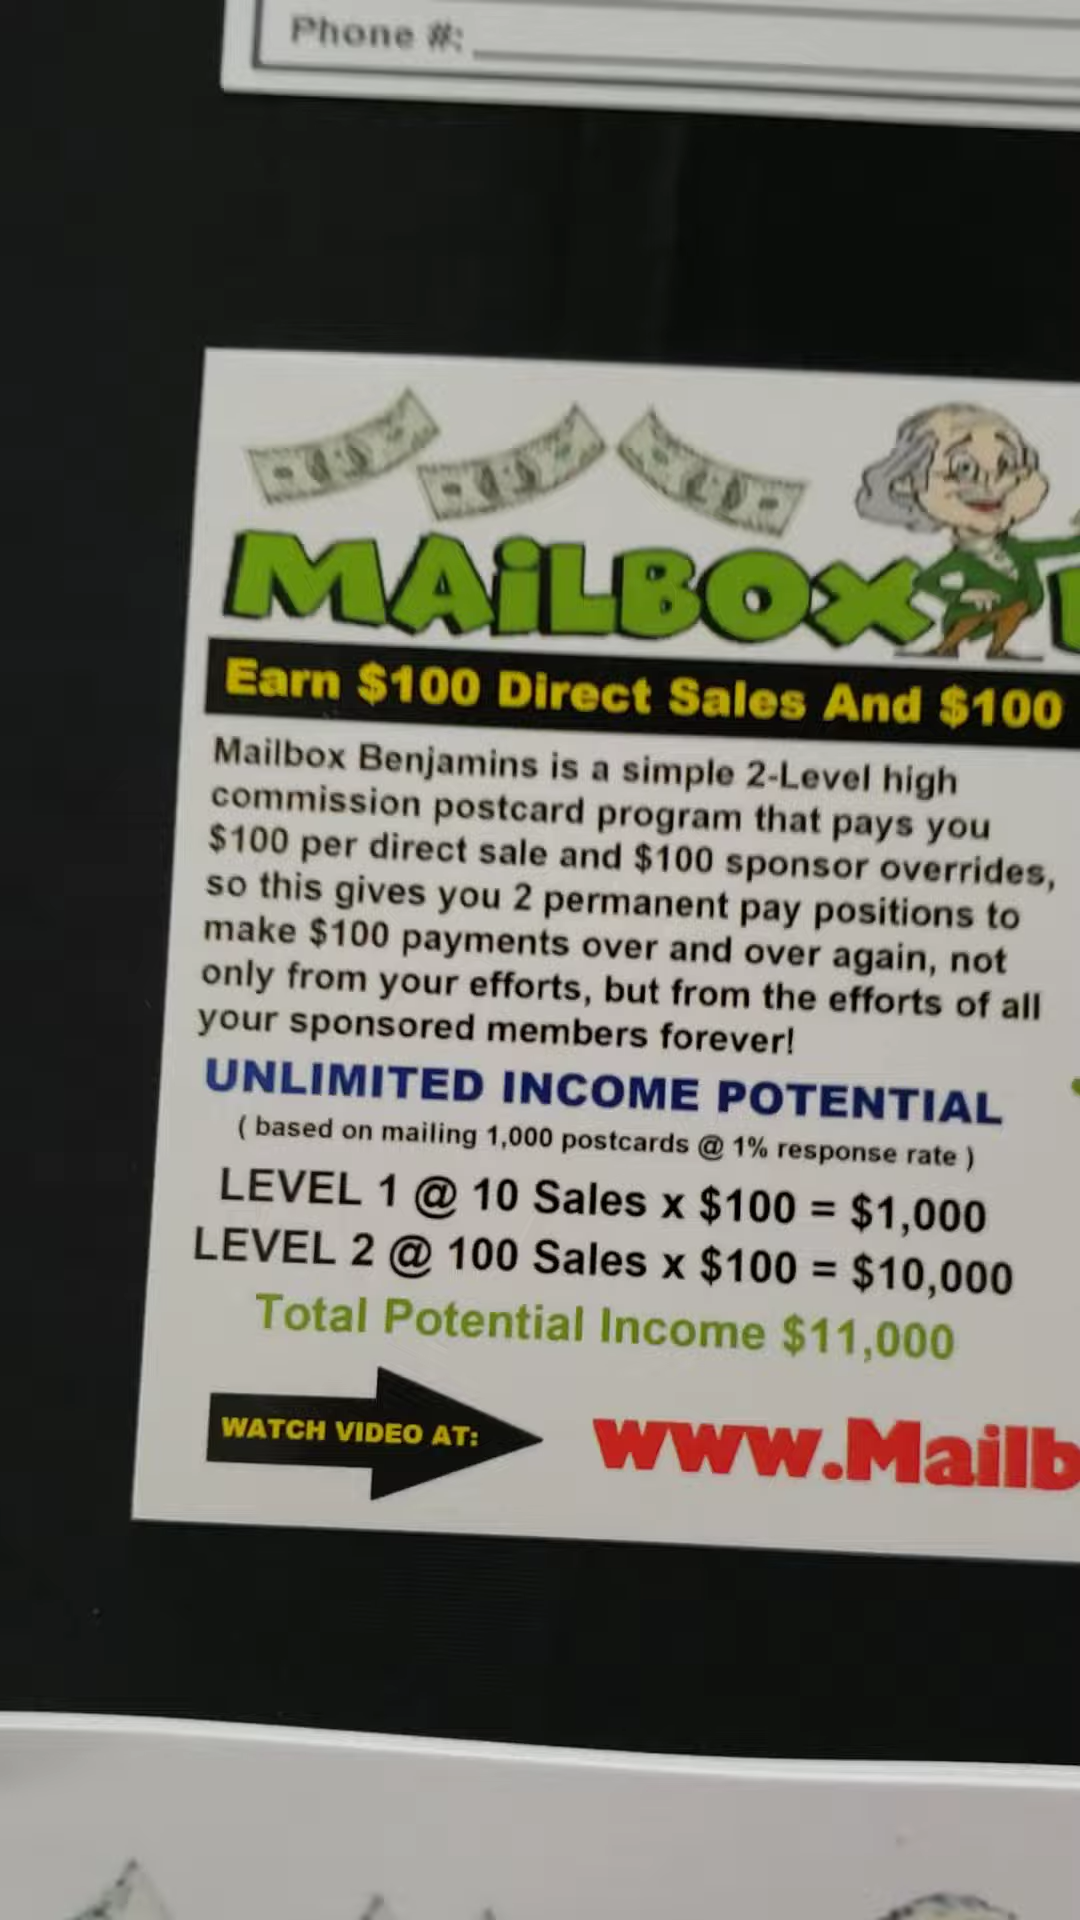 Phone #:
MAiLBOX
Earn $100 Direct Sales And $100
Mailbox Benjamins is a simple 2-Level high
commission postcard program that pays you
$100 per direct sale and $100 sponsor overrides,
so this gives you 2 permanent pay positions to
make $100 payments over and over again, not
only from your efforts, but from the efforts of all
your sponsored members forever!
UNLIMITED INCOME POTENTIAL
( based on mailing 1,000 postcards @ 1% response rate )
LEVEL 1 @ 10 Sales x $100 = $1,000
LEVEL 2 @ 100 Sales x $100 = $10,000
Total Potential Income $11,000
WATCH VIDEO AT:
www.Mailb